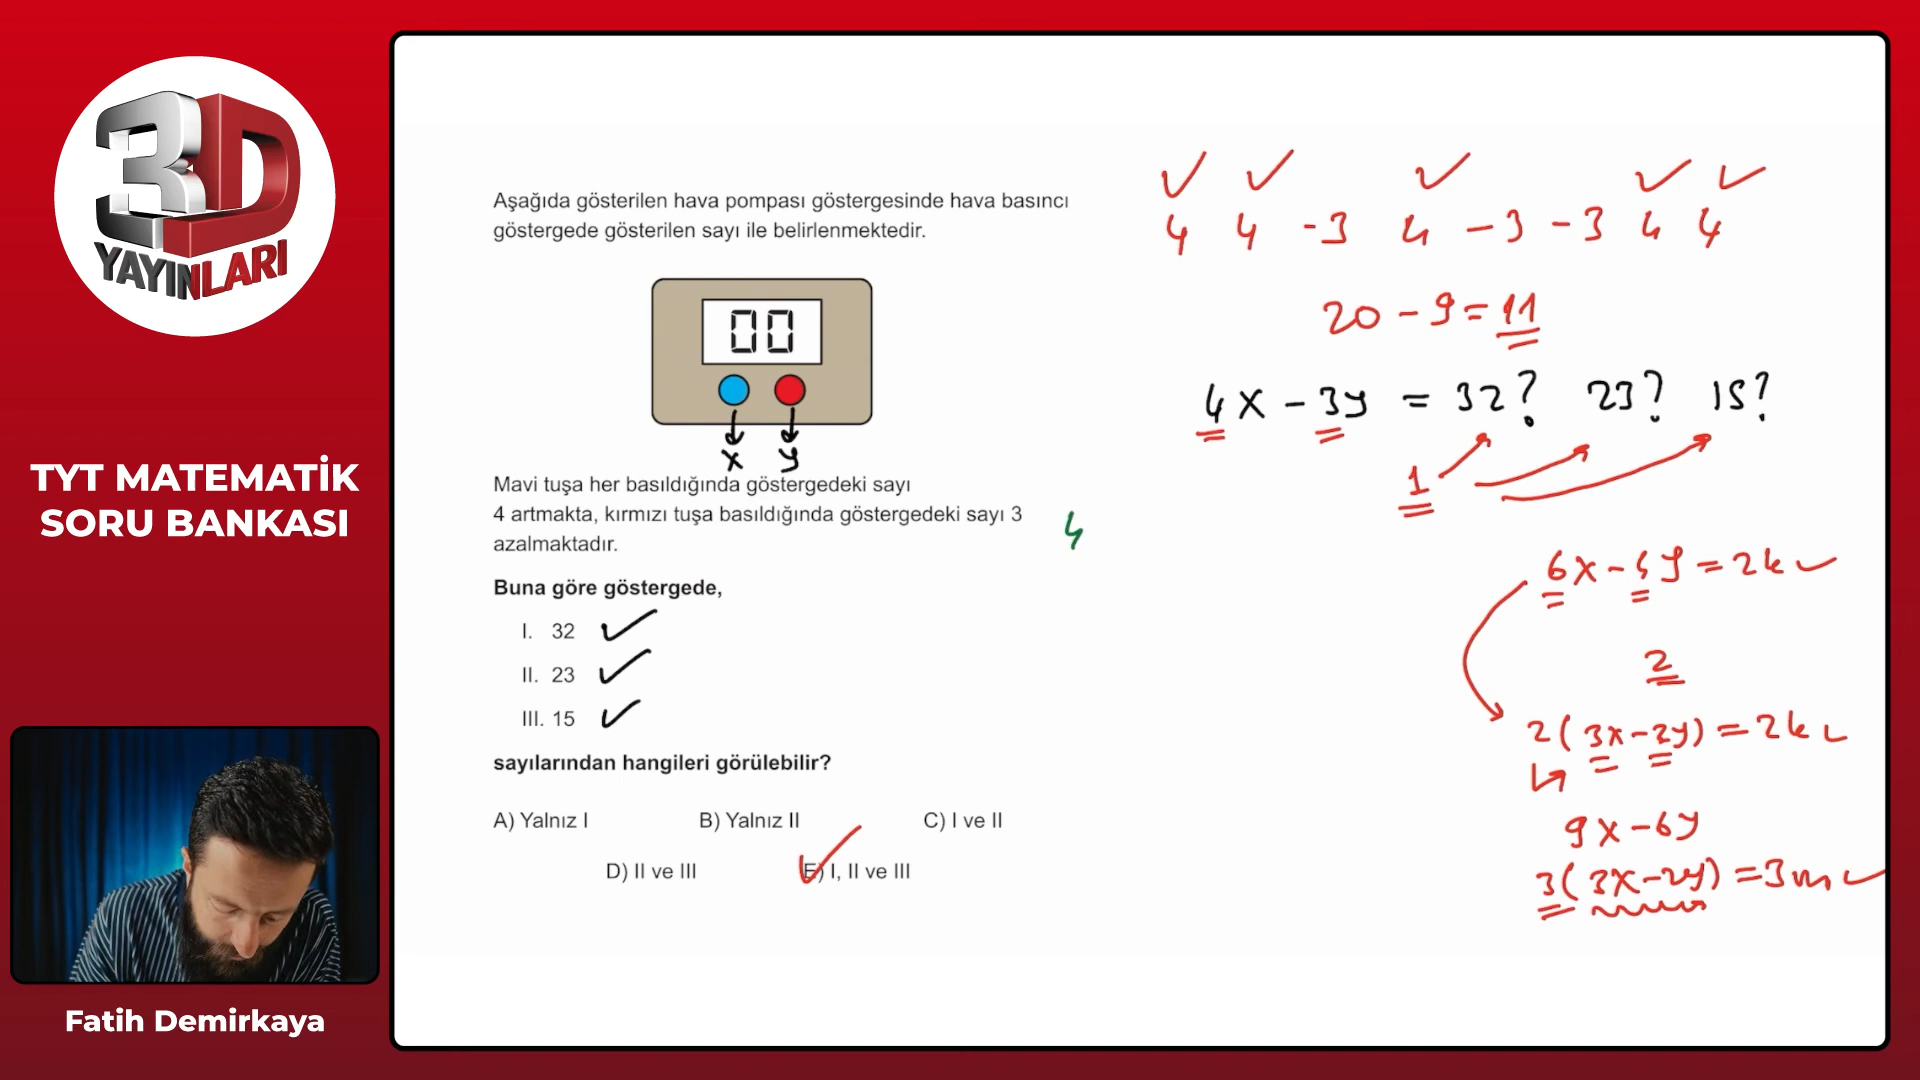 3D
YAYINLARI
TYT MATEMATİK
SORU BANKASI
Fatih Demirkaya
Aşağıda gösterilen hava pompası göstergesinde hava basıncı
göstergede gösterilen sayı ile belirlenmektedir.
00
x y
Mavi tuşa her basıldığında göstergedeki sayı
4 artmakta, kırmızı tuşa basıldığında göstergedeki sayı 3
azalmaktadır.
4
Buna göre göstergede,
I. 32
II. 23
III. 15
sayılarından hangileri görülebilir?
A) Yalnız I B) Yalnız II C) I ve II
D) II ve III E) I, II ve III
4 4 -3 4 -3 -3 4 4
20 - 9 = 11
4x - 3y = 32? 23? 15?
1
6x - 4y = 2k
2
2(3x-2y) = 2k
9x - 6y
3(3x-2y) = 3m